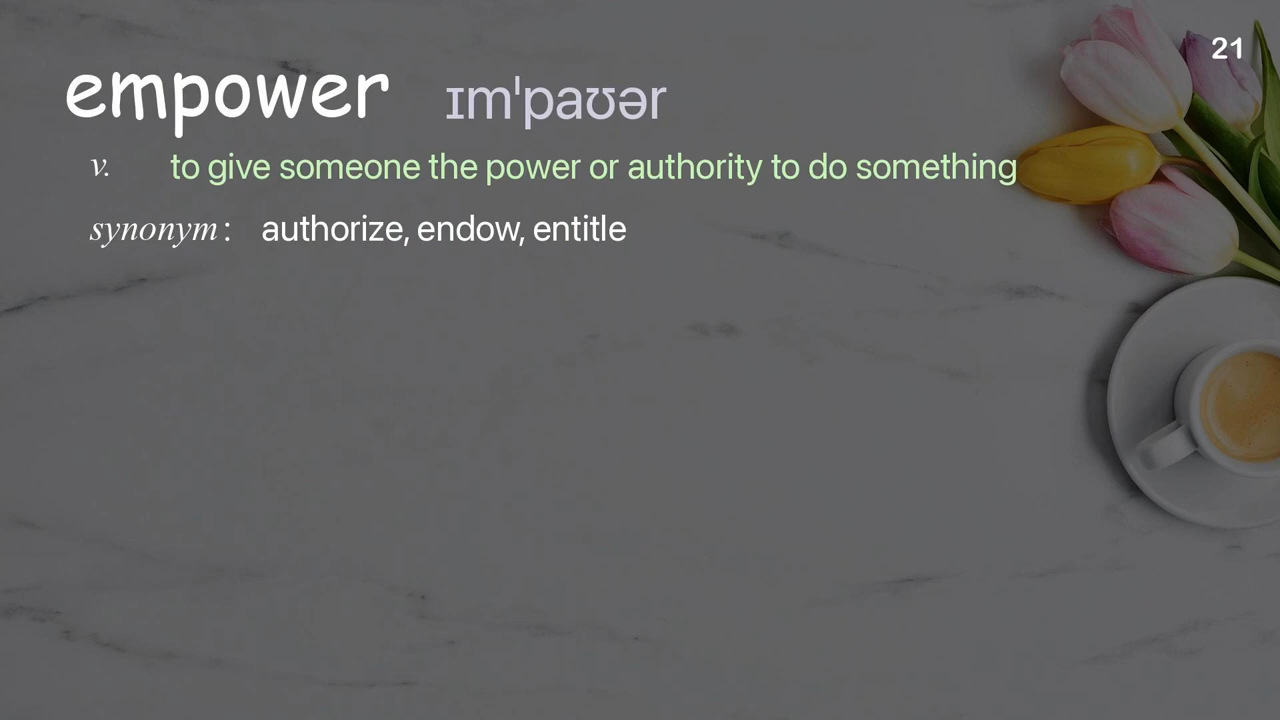 21
empower ɪmˈpaʊər
v. to give someone the power or authority to do something
synonym: authorize, endow, entitle